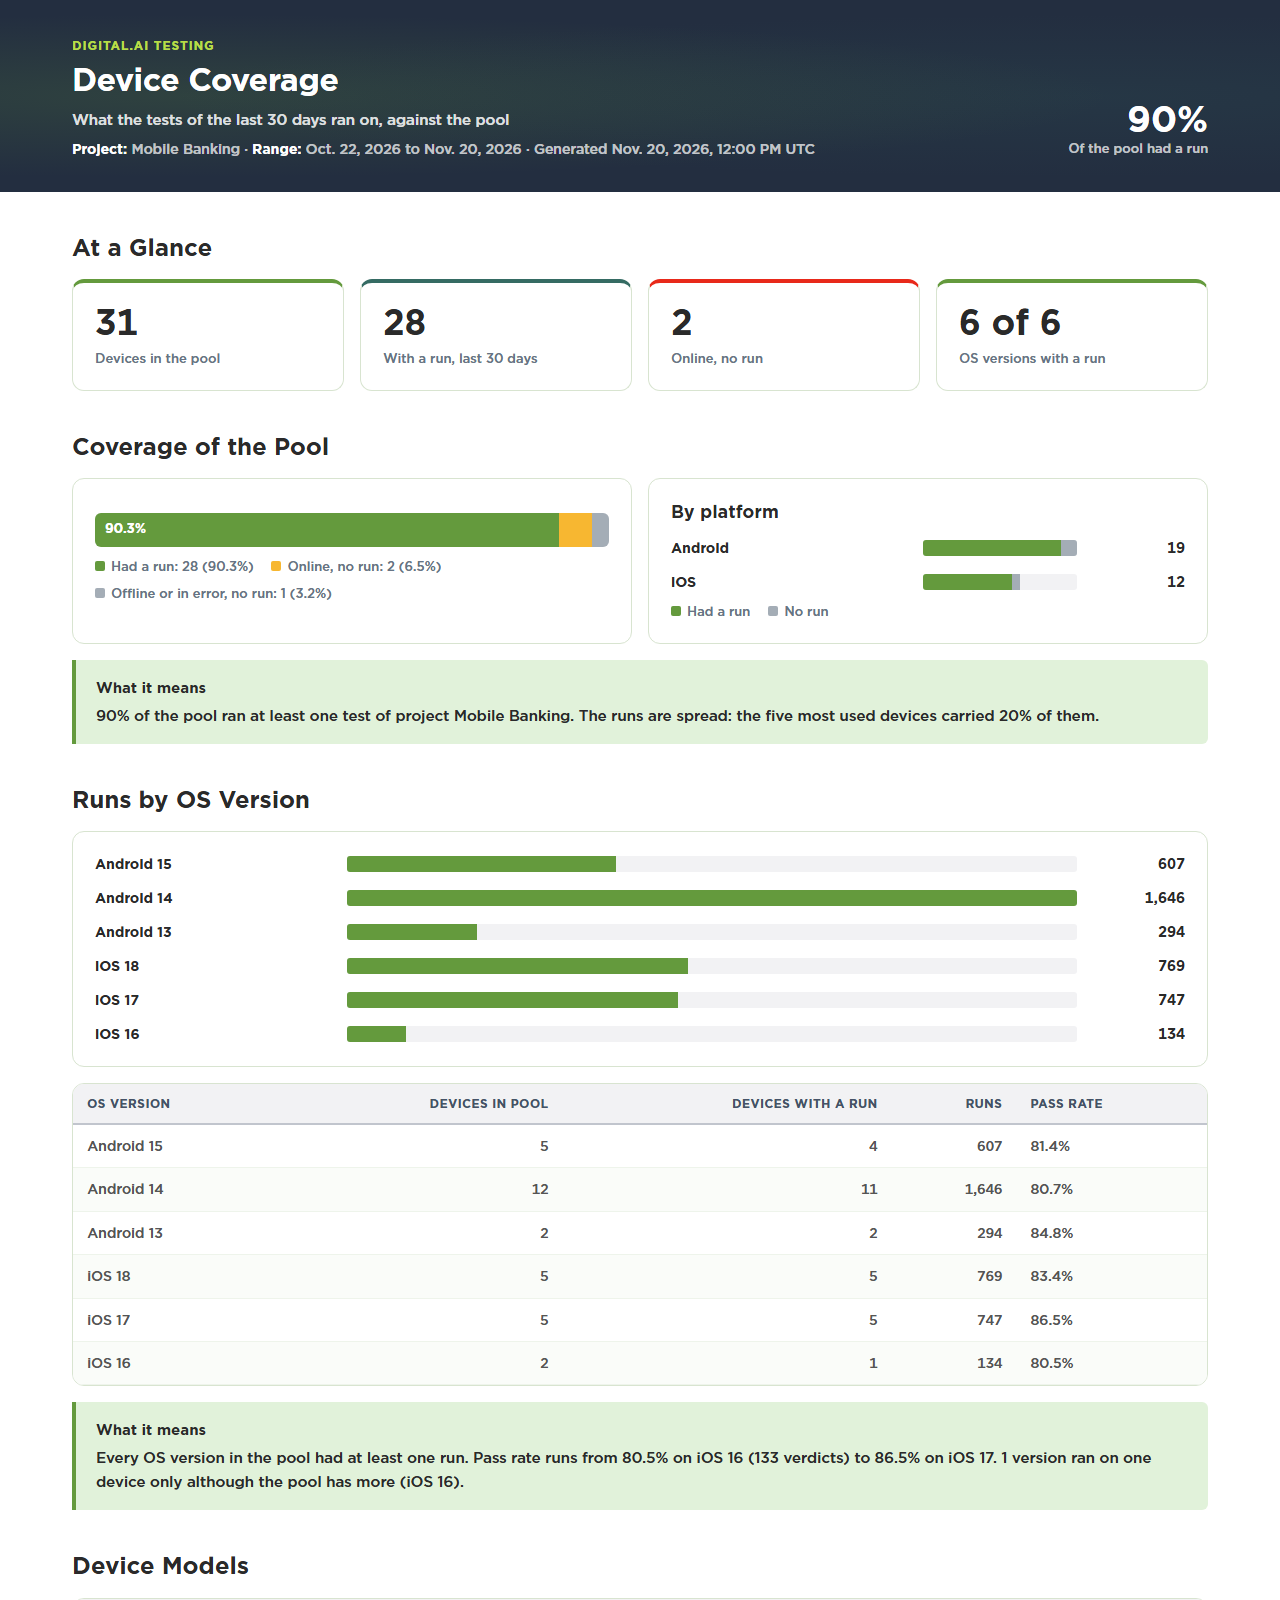 DIGITAL.AI TESTING
Device Coverage
What the tests of the last 30 days ran on, against the pool
Project: Mobile Banking · Range: Oct. 22, 2026 to Nov. 20, 2026 · Generated Nov. 20, 2026, 12:00 PM UTC
90%
Of the pool had a run
At a Glance
31
Devices in the pool
28
With a run, last 30 days
2
Online, no run
6 of 6
OS versions with a run
Coverage of the Pool
90.3%
Had a run: 28 (90.3%) Online, no run: 2 (6.5%)
Offline or in error, no run: 1 (3.2%)
By platform
Android 19
iOS 12
Had a run No run
What it means
90% of the pool ran at least one test of project Mobile Banking. The runs are spread: the five most used devices carried 20% of them.
Runs by OS Version
Android 15 607
Android 14 1,646
Android 13 294
iOS 18 769
iOS 17 747
iOS 16 134
OS VERSION DEVICES IN POOL DEVICES WITH A RUN RUNS PASS RATE
Android 15 5 4 607 81.4%
Android 14 12 11 1,646 80.7%
Android 13 2 2 294 84.8%
iOS 18 5 5 769 83.4%
iOS 17 5 5 747 86.5%
iOS 16 2 1 134 80.5%
What it means
Every OS version in the pool had at least one run. Pass rate runs from 80.5% on iOS 16 (133 verdicts) to 86.5% on iOS 17. 1 version ran on one
device only although the pool has more (iOS 16).
Device Models